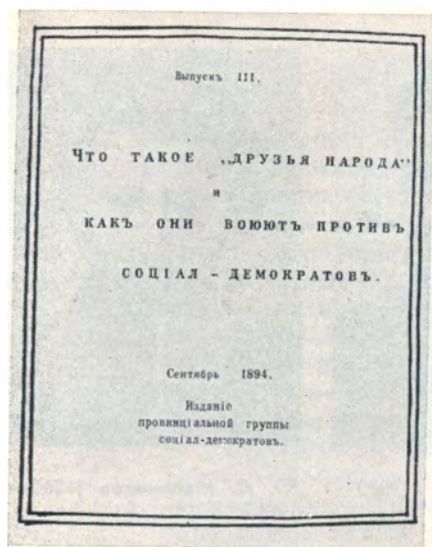 Выпускъ III.
Что такое „друзья народа“
и
какъ они воюютъ противъ
соціал-демократовъ.
Сентябрь 1894.
Изданіе
провинціальной группы
соціал-демократовъ.